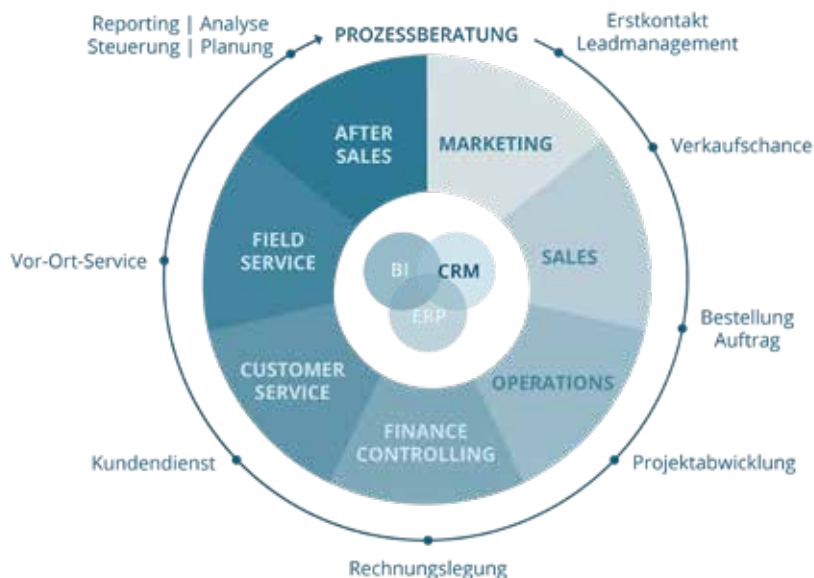 Reporting | Analyse
Steuerung | Planung
PROZESSBERATUNG
Erstkontakt
Leadmanagement
AFTER
SALES
MARKETING
Verkaufschance
FIELD
SERVICE
SALES
Vor-Ort-Service
BI
CRM
ERP
Bestellung
Auftrag
CUSTOMER
SERVICE
OPERATIONS
FINANCE
CONTROLLING
Kundendienst
Projektabwicklung
Rechnungslegung